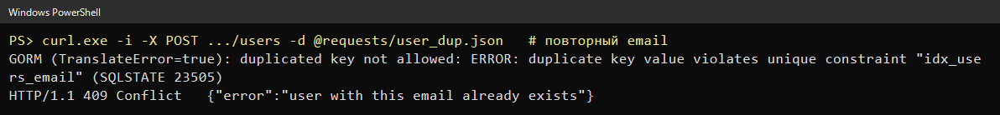 Windows PowerShell
PS> curl.exe -i -X POST .../users -d @requests/user_dup.json   # повторный email
GORM (TranslateError=true): duplicated key not allowed: ERROR: duplicate key value violates unique constraint "idx_use
rs_email" (SQLSTATE 23505)
HTTP/1.1 409 Conflict   {"error":"user with this email already exists"}